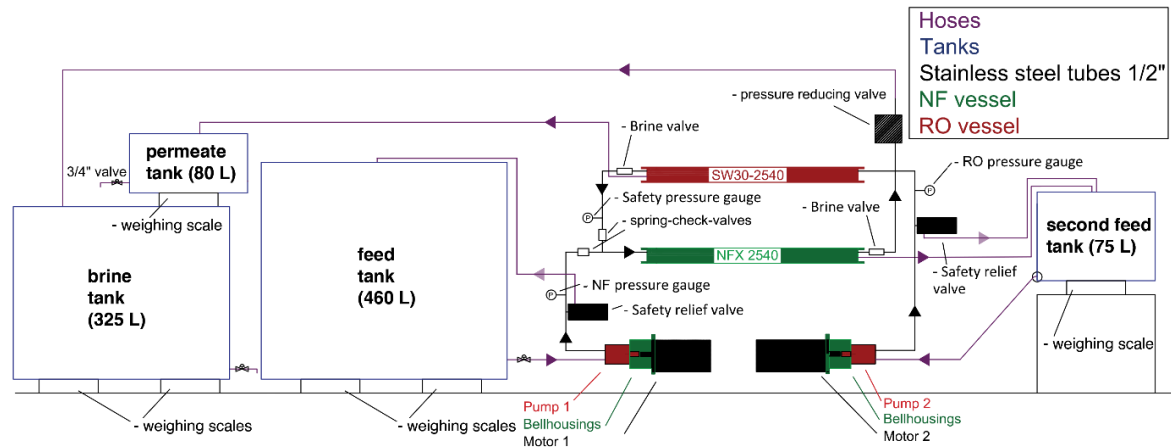 Hoses
Tanks
Stainless steel tubes 1/2"
NF vessel
RO vessel
- pressure reducing valve
- Brine valve
permeate
tank (80 L)
3/4" valve
- weighing scale
SW30-2540
- RO pressure gauge
- Safety pressure gauge
- spring-check-valves
- Brine valve
NFX 2540
second feed
tank (75 L)
- Safety relief
valve
brine
tank
(325 L)
feed
tank
(460 L)
- NF pressure gauge
- Safety relief valve
P
P
P
- weighing scale
- weighing scales
- weighing scales
Pump 1
Bellhousings
Motor 1
Pump 2
Bellhousings
Motor 2